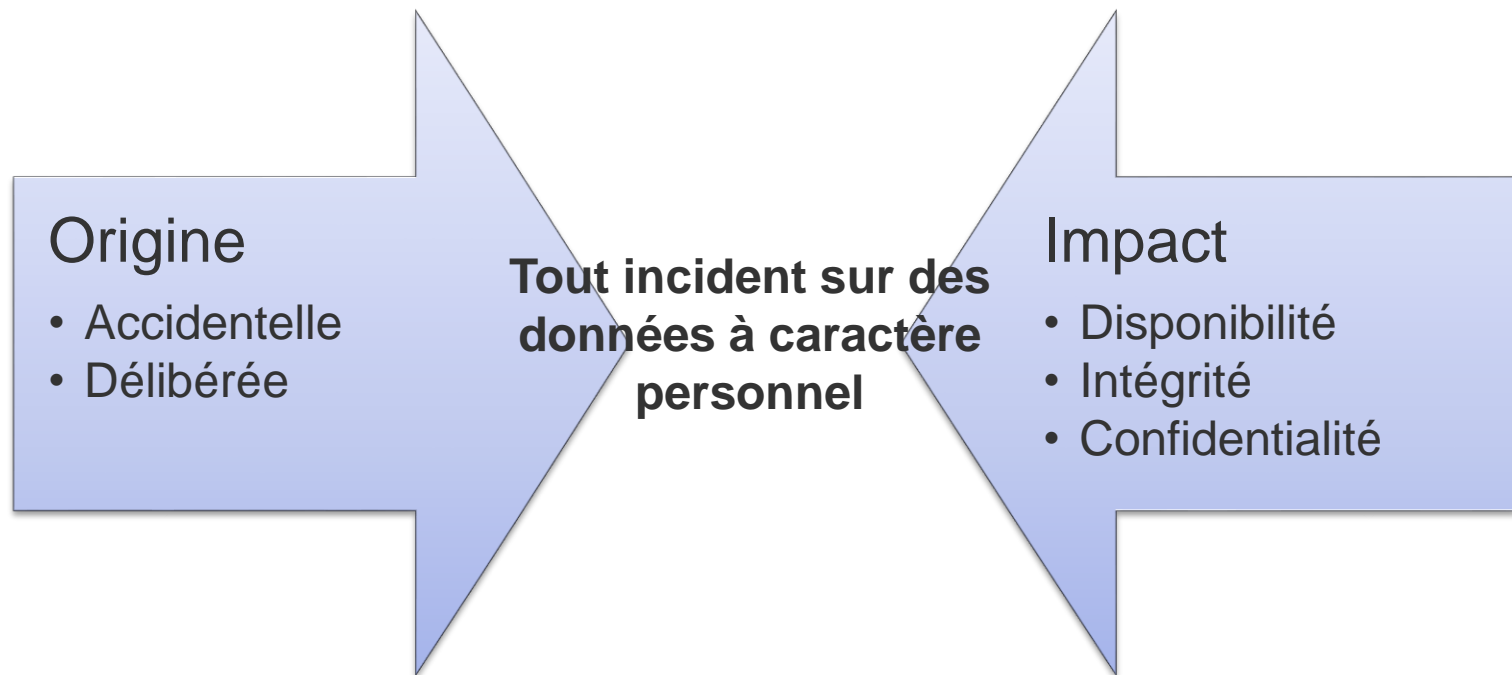 Origine
• Accidentelle
• Délibérée
Tout incident sur des
données à caractère
personnel
Impact
• Disponibilité
• Intégrité
• Confidentialité